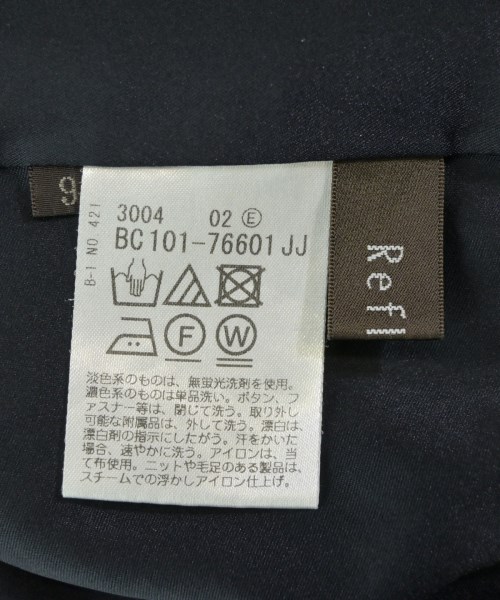 9
B-1 NO 421
3004 02 E
BC101-76601 JJ
F W
淡色系のものは、無蛍光洗剤を使用。
濃色系のものは単品洗い。ボタン、フ
ァスナー等は、閉じて洗う。取り外し
可能な附属品は、外して洗う。漂白は、
漂白剤の指示にしたがう。汗をかいた
場合、速やかに洗う。アイロンは、当
て布使用。ニットや毛足のある製品は、
スチームでの浮かしアイロン仕上げ。
Refl